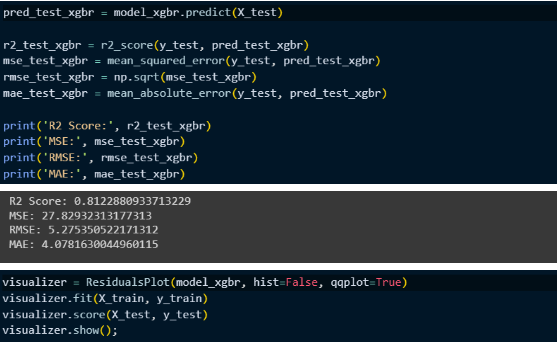 pred_test_xgbr = model_xgbr.predict(X_test)
r2_test_xgbr = r2_score(y_test, pred_test_xgbr)
mse_test_xgbr = mean_squared_error(y_test, pred_test_xgbr)
rmse_test_xgbr = np.sqrt(mse_test_xgbr)
mae_test_xgbr = mean_absolute_error(y_test, pred_test_xgbr)
print('R2 Score:', r2_test_xgbr)
print('MSE:', mse_test_xgbr)
print('RMSE:', rmse_test_xgbr)
print('MAE:', mae_test_xgbr)
R2 Score: 0.8122880933713229
MSE: 27.82932313177313
RMSE: 5.275350522171312
MAE: 4.0781630044960115
visualizer = ResidualsPlot(model_xgbr, hist=False, qqplot=True)
visualizer.fit(X_train, y_train)
visualizer.score(X_test, y_test)
visualizer.show();